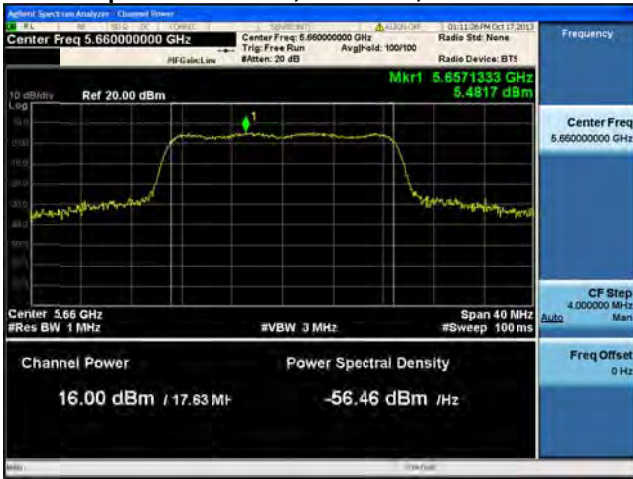 Agilent Spectrum Analyzer - Channel Power
Center Freq 5.660000000 GHz
#IFGain:Low
SENSE:INT
ALIGN OFF
Center Freq: 5.660000000 GHz
Trig: Free Run
Avg|Hold: 100/100
#Atten: 20 dB
01:11:26 PM Oct 17, 2013
Radio Std: None
Radio Device: BTS
Frequency
Mkr1 5.6571333 GHz
5.4817 dBm
10 dB/div
Ref 20.00 dBm
Log
1
Center Freq
5.660000000 GHz
Center 5.66 GHz
Span 40 MHz
#Res BW 1 MHz
#VBW 3 MHz
#Sweep 100 ms
CF Step
4.000000 MHz
Auto Man
Channel Power
Power Spectral Density
16.00 dBm / 17.63 MH
-56.46 dBm /Hz
Freq Offset
0 Hz